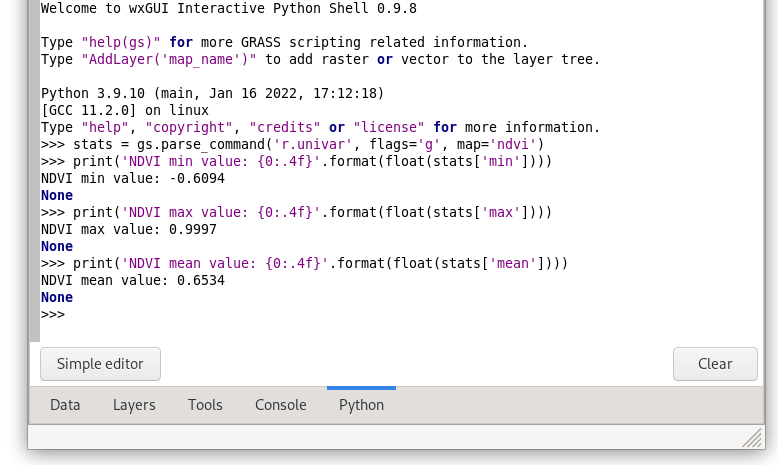 Welcome to wxGUI Interactive Python Shell 0.9.8
Type "help(gs)" for more GRASS scripting related information.
Type "AddLayer('map_name')" to add raster or vector to the layer tree.
Python 3.9.10 (main, Jan 16 2022, 17:12:18)
[GCC 11.2.0] on linux
Type "help", "copyright", "credits" or "license" for more information.
>>> stats = gs.parse_command('r.univar', flags='g', map='ndvi')
>>> print('NDVI min value: {0:.4f}'.format(float(stats['min'])))
NDVI min value: -0.6094
None
>>> print('NDVI max value: {0:.4f}'.format(float(stats['max'])))
NDVI max value: 0.9997
None
>>> print('NDVI mean value: {0:.4f}'.format(float(stats['mean'])))
NDVI mean value: 0.6534
None
>>>
Simple editor Clear
Data Layers Tools Console Python